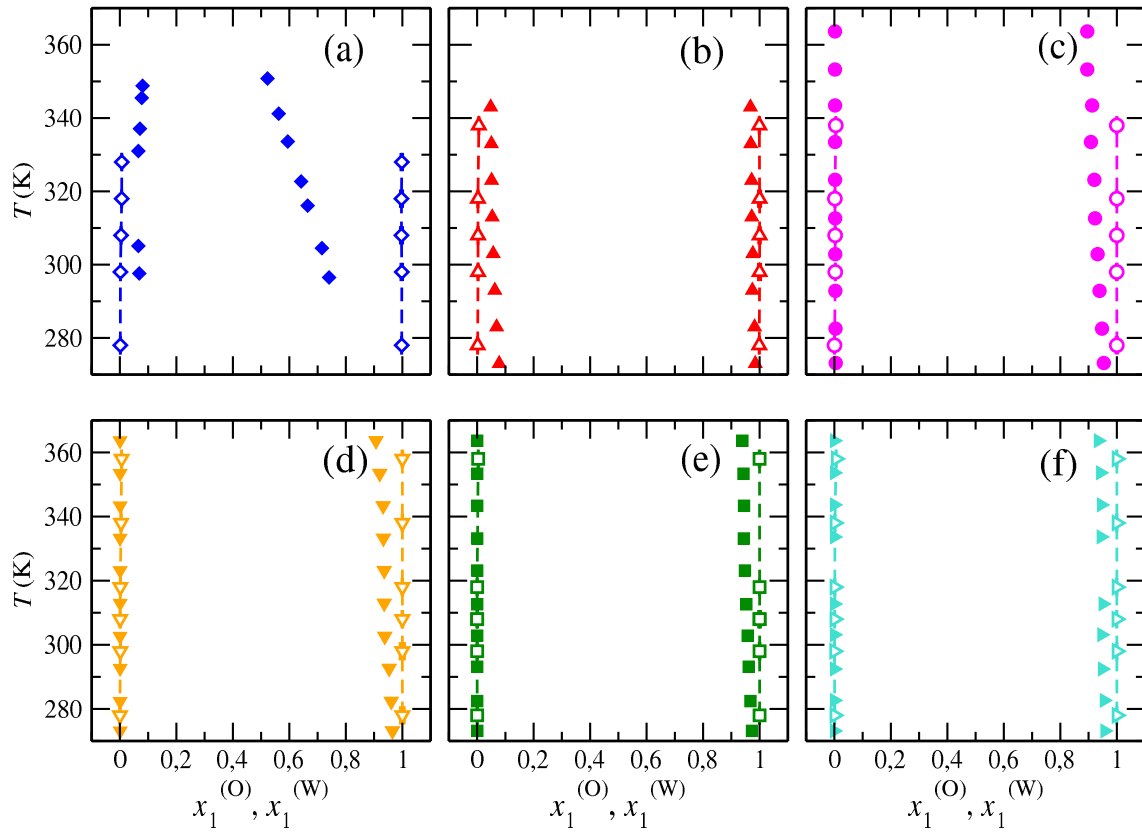 (a)
(b)
(c)
360
340
320
300
280
T (K)
(d)
(e)
(f)
360
340
320
300
280
T (K)
0 0,2 0,4 0,6 0,8 1
0 0,2 0,4 0,6 0,8 1
0 0,2 0,4 0,6 0,8 1
x₁⁽ᴼ⁾, x₁⁽ᵂ⁾
x₁⁽ᴼ⁾, x₁⁽ᵂ⁾
x₁⁽ᴼ⁾, x₁⁽ᵂ⁾